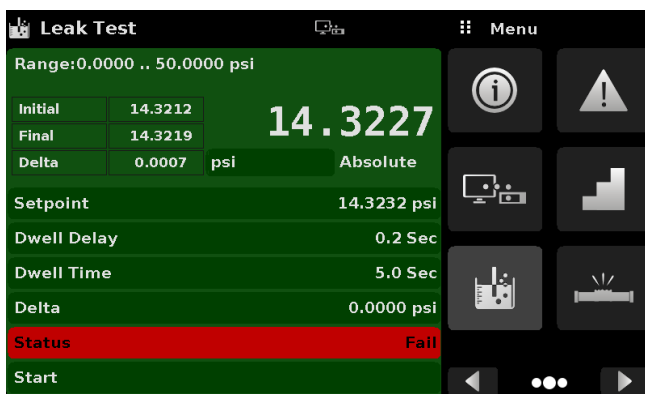 Leak Test
Menu
Range:0.0000 .. 50.0000 psi
Initial 14.3212
Final 14.3219
Delta 0.0007
14.3227
psi Absolute
Setpoint 14.3232 psi
Dwell Delay 0.2 Sec
Dwell Time 5.0 Sec
Delta 0.0000 psi
Status Fail
Start